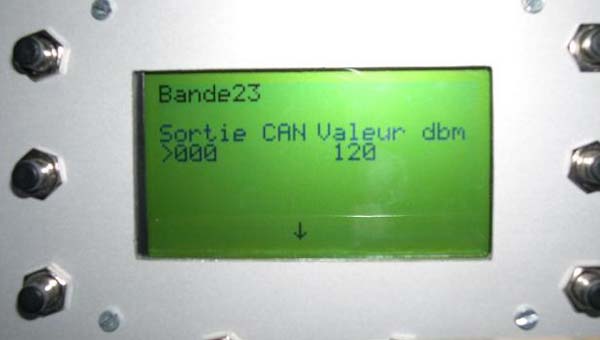 Bande23
Sortie CAN Valeur dbm
>000 120
↓